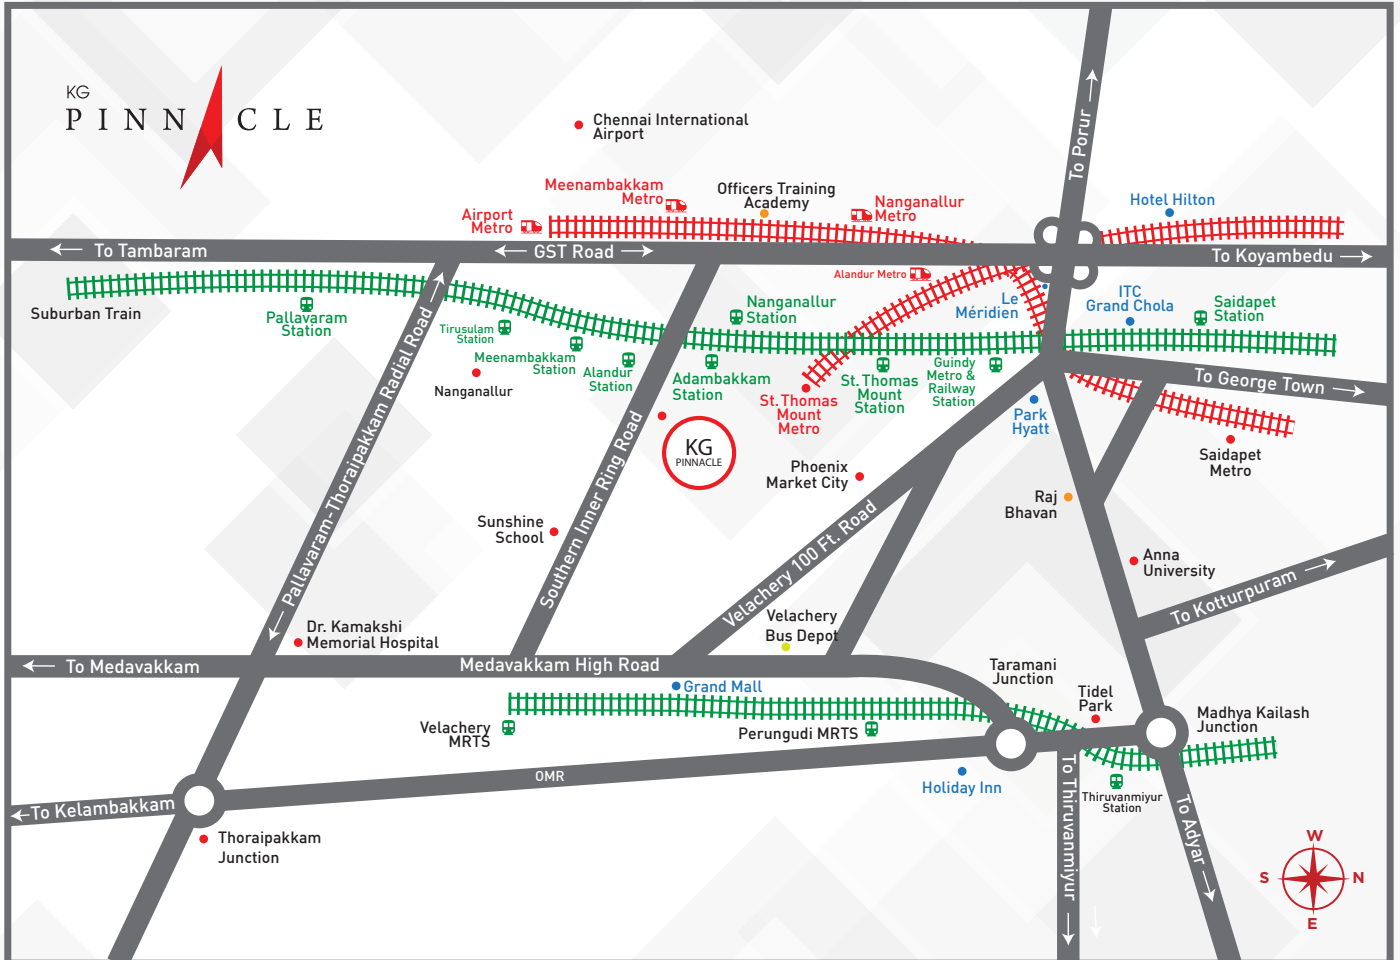 KG
PINNACLE
Chennai International
Airport
To Porur
Meenambakkam
Metro
Officers Training
Academy
Nanganallur
Metro
Airport
Metro
Hotel Hilton
To Tambaram
GST Road
To Koyambedu
Suburban Train
Pallavaram
Station
Tirusulam
Station
Meenambakkam
Station
Alandur
Station
Nanganallur
Nanganallur
Station
Adambakkam
Station
Alandur Metro
Le
Méridien
ITC
Grand Chola
Saidapet
Station
St. Thomas
Mount
Metro
St. Thomas
Mount
Station
Guindy
Metro &
Railway
Station
Park
Hyatt
To George Town
Saidapet
Metro
Pallavaram-Thoraipakkam Radial Road
Southern Inner Ring Road
KG
PINNACLE
Phoenix
Market City
Velachery 100 Ft. Road
Raj
Bhavan
Sunshine
School
Anna
University
To Kotturpuram
Dr. Kamakshi
Memorial Hospital
Velachery
Bus Depot
To Medavakkam
Medavakkam High Road
Grand Mall
Taramani
Junction
Tidel
Park
Madhya Kailash
Junction
Velachery
MRTS
Perungudi MRTS
OMR
Holiday Inn
To Thiruvanmiyur
Thiruvanmiyur
Station
To Adyar
To Kelambakkam
Thoraipakkam
Junction
W
S
N
E